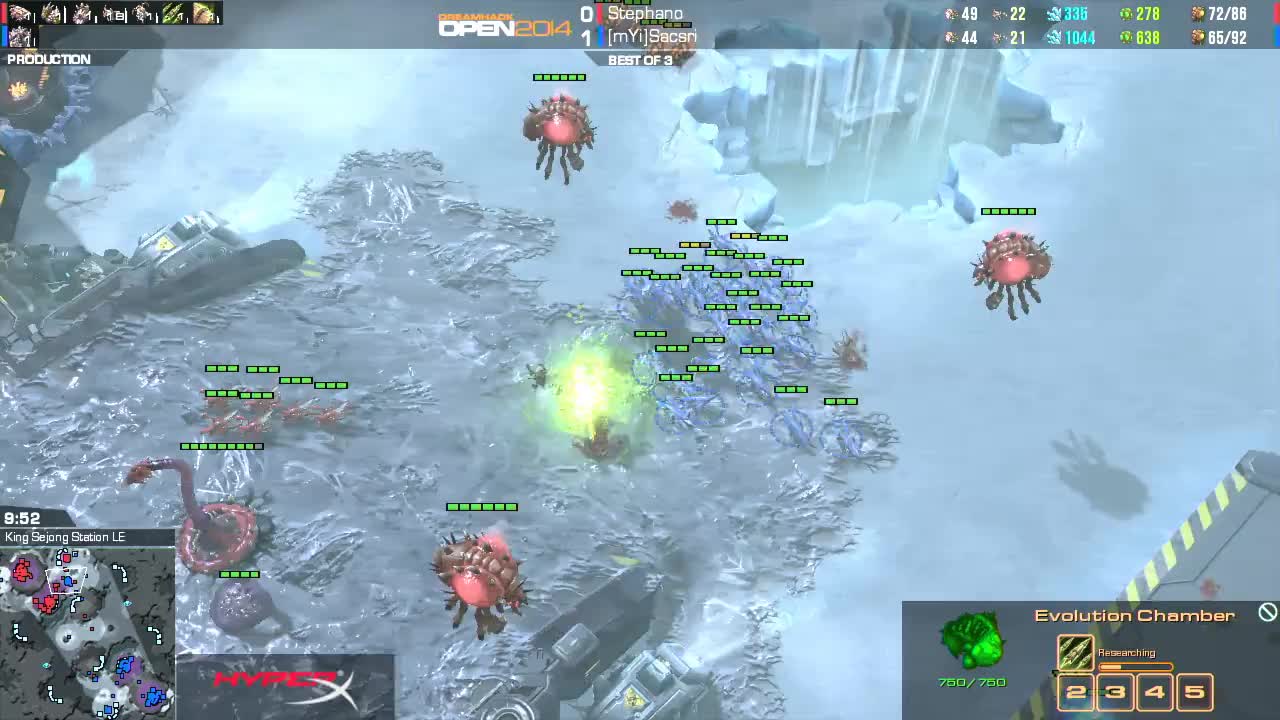 DREAMHACK
OPEN2014
0 Stephano
1 [mYi]Sacsri
BEST OF 3
49 22 335 278 72/86
44 21 1044 638 65/92
PRODUCTION
9:52
King Sejong Station LE
HYPERX
Evolution Chamber
Researching
750/750
2 3 4 5